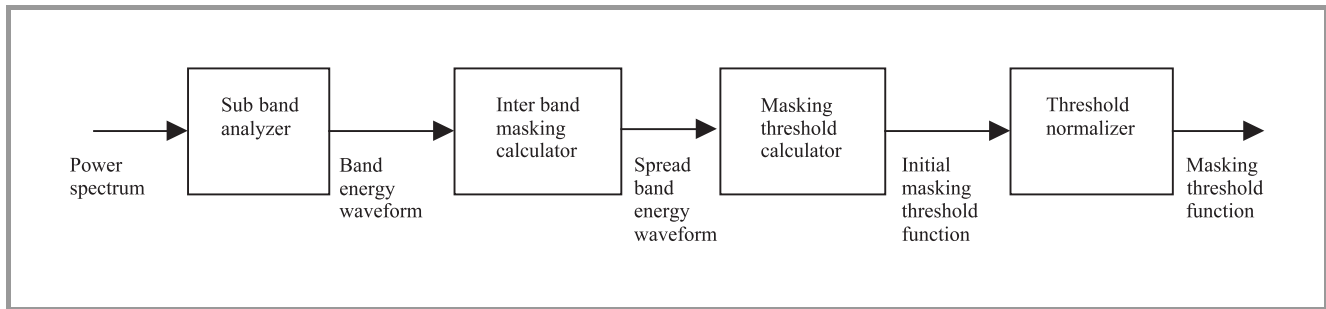 Sub band
analyzer
Inter band
masking
calculator
Masking
threshold
calculator
Threshold
normalizer
Power
spectrum
Band
energy
waveform
Spread
band
energy
waveform
Initial
masking
threshold
function
Masking
threshold
function